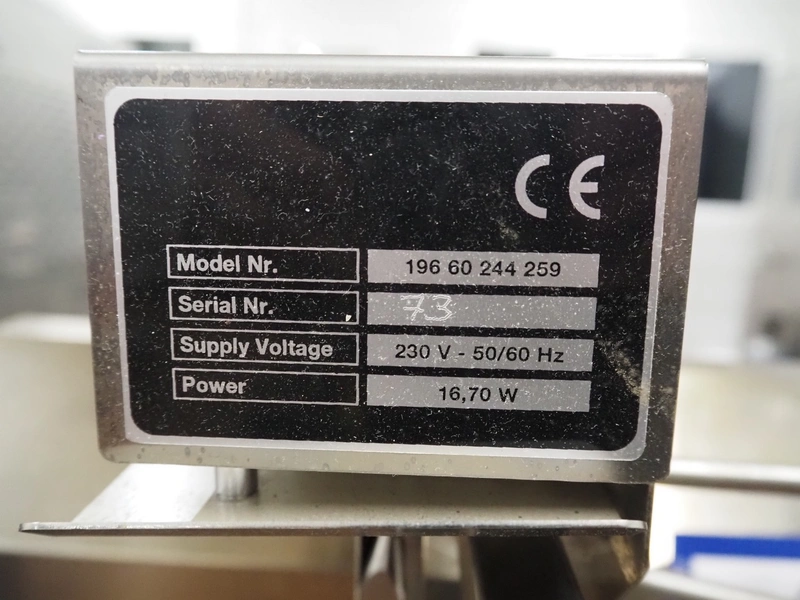 CE
Model Nr. 196 60 244 259
Serial Nr. 73
Supply Voltage 230 V - 50/60 Hz
Power 16,70 W